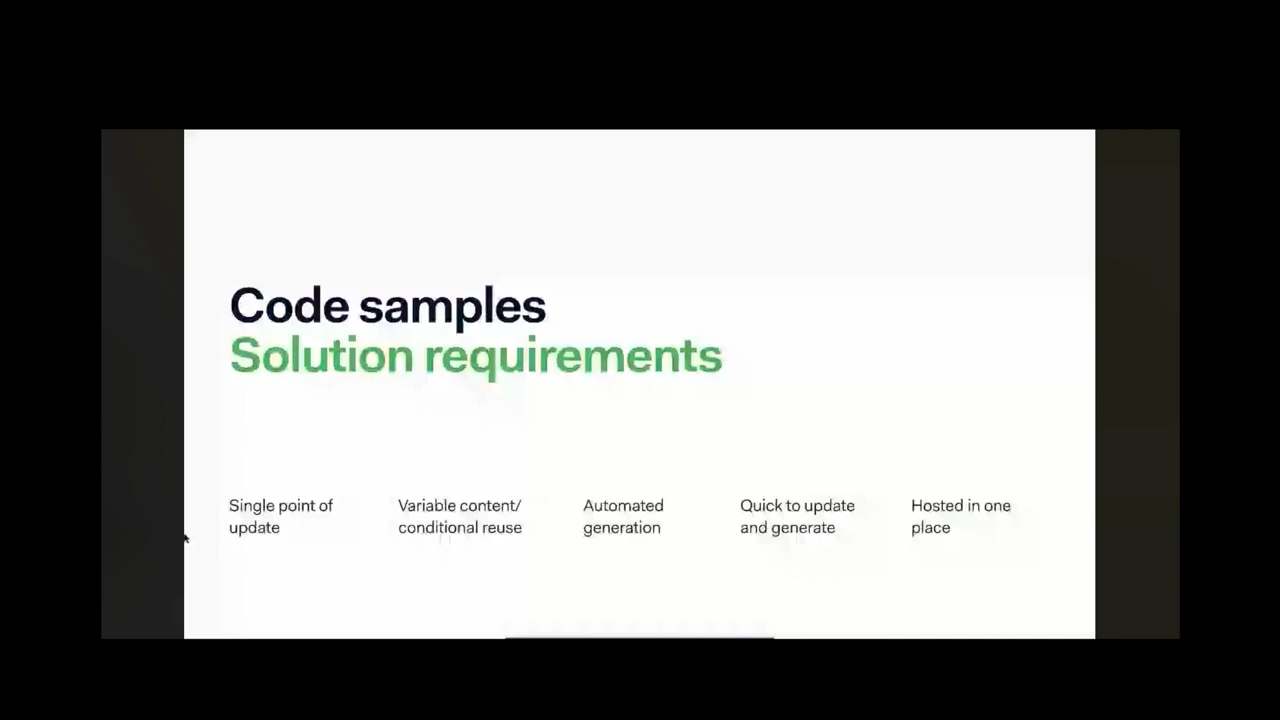 Code samples
Solution requirements
Single point of
update
Variable content/
conditional reuse
Automated
generation
Quick to update
and generate
Hosted in one
place